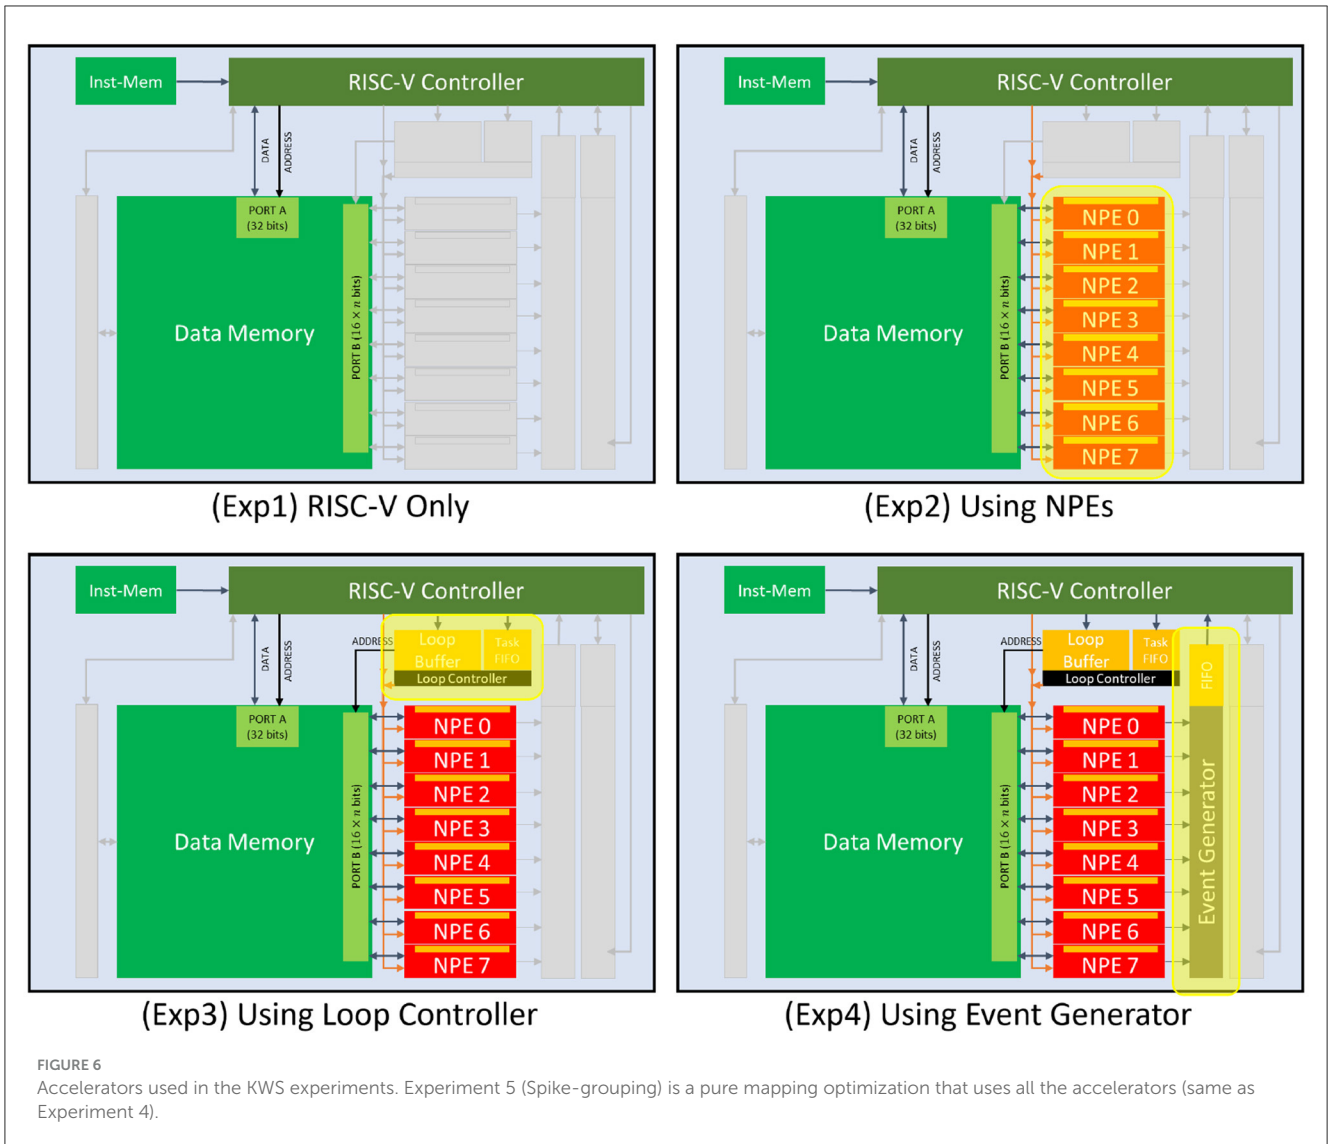 Inst-Mem
RISC-V Controller
DATA
ADDRESS
PORT A
(32 bits)
Data Memory
PORT B (16 × n bits)
(Exp1) RISC-V Only
Inst-Mem
RISC-V Controller
DATA
ADDRESS
PORT A
(32 bits)
Data Memory
PORT B (16 × n bits)
NPE 0
NPE 1
NPE 2
NPE 3
NPE 4
NPE 5
NPE 6
NPE 7
(Exp2) Using NPEs
Inst-Mem
RISC-V Controller
DATA
ADDRESS
ADDRESS
Loop
Buffer
Task
FIFO
Loop Controller
PORT A
(32 bits)
Data Memory
PORT B (16 × n bits)
NPE 0
NPE 1
NPE 2
NPE 3
NPE 4
NPE 5
NPE 6
NPE 7
(Exp3) Using Loop Controller
Inst-Mem
RISC-V Controller
DATA
ADDRESS
ADDRESS
Loop
Buffer
Task
FIFO
Loop Controller
FIFO
PORT A
(32 bits)
Data Memory
PORT B (16 × n bits)
NPE 0
NPE 1
NPE 2
NPE 3
NPE 4
NPE 5
NPE 6
NPE 7
Event Generator
(Exp4) Using Event Generator
FIGURE 6
Accelerators used in the KWS experiments. Experiment 5 (Spike-grouping) is a pure mapping optimization that uses all the accelerators (same as
Experiment 4).